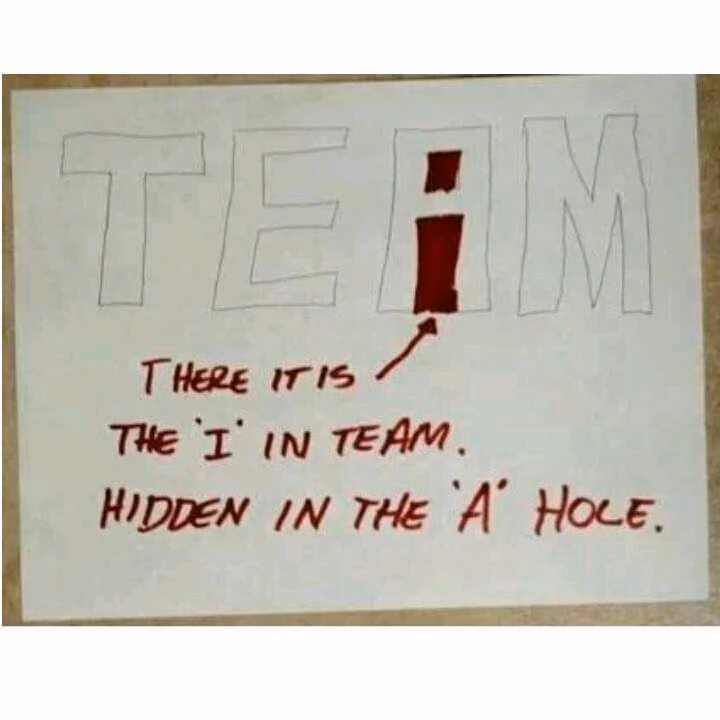 TEAM
THERE IT IS
THE 'I' IN TEAM.
HIDDEN IN THE 'A' HOLE.